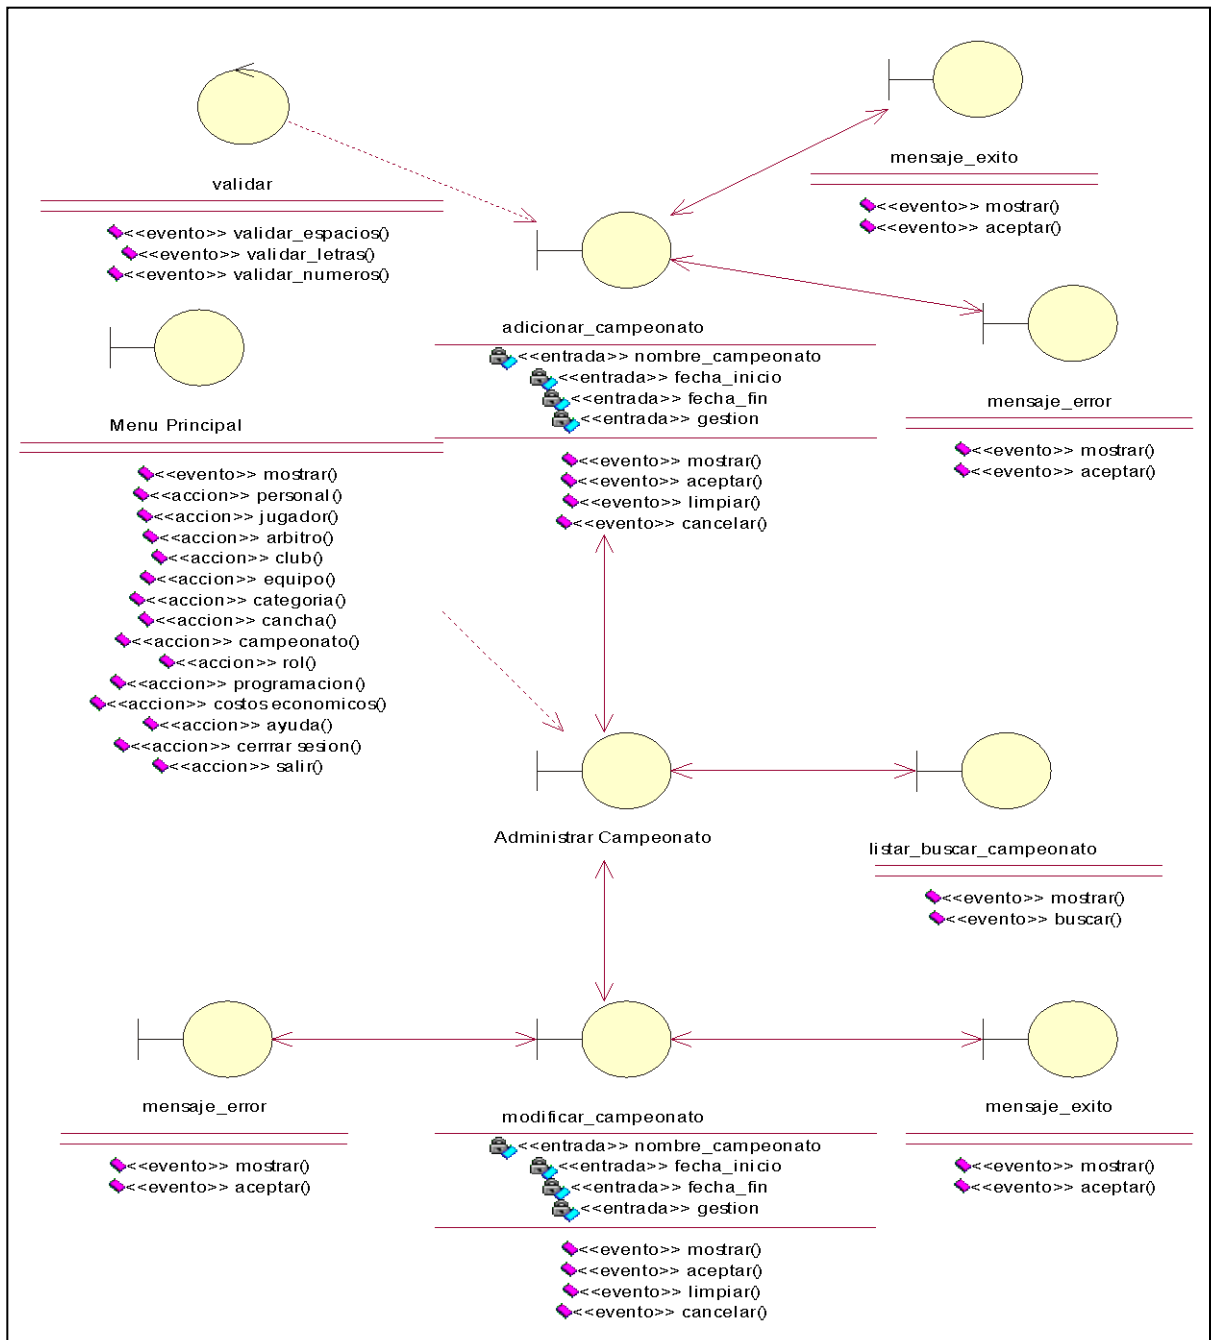 validar
<<evento>> validar_espacios()
<<evento>> validar_letras()
<<evento>> validar_numeros()
mensaje_exito
<<evento>> mostrar()
<<evento>> aceptar()
adicionar_campeonato
<<entrada>> nombre_campeonato
<<entrada>> fecha_inicio
<<entrada>> fecha_fin
<<entrada>> gestion
<<evento>> mostrar()
<<evento>> aceptar()
<<evento>> limpiar()
<<evento>> cancelar()
mensaje_error
<<evento>> mostrar()
<<evento>> aceptar()
Menu Principal
<<evento>> mostrar()
<<accion>> personal()
<<accion>> jugador()
<<accion>> arbitro()
<<accion>> club()
<<accion>> equipo()
<<accion>> categoria()
<<accion>> cancha()
<<accion>> campeonato()
<<accion>> rol()
<<accion>> programacion()
<<accion>> costos economicos()
<<accion>> ayuda()
<<accion>> cerrrar sesion()
<<accion>> salir()
Administrar Campeonato
listar_buscar_campeonato
<<evento>> mostrar()
<<evento>> buscar()
mensaje_error
<<evento>> mostrar()
<<evento>> aceptar()
modificar_campeonato
<<entrada>> nombre_campeonato
<<entrada>> fecha_inicio
<<entrada>> fecha_fin
<<entrada>> gestion
<<evento>> mostrar()
<<evento>> aceptar()
<<evento>> limpiar()
<<evento>> cancelar()
mensaje_exito
<<evento>> mostrar()
<<evento>> aceptar()